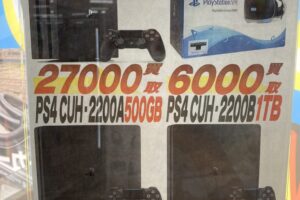 PlayStation VR
27000買取 6000買取
PS4 CUH-2200A500GB PS4 CUH-2200B1TB